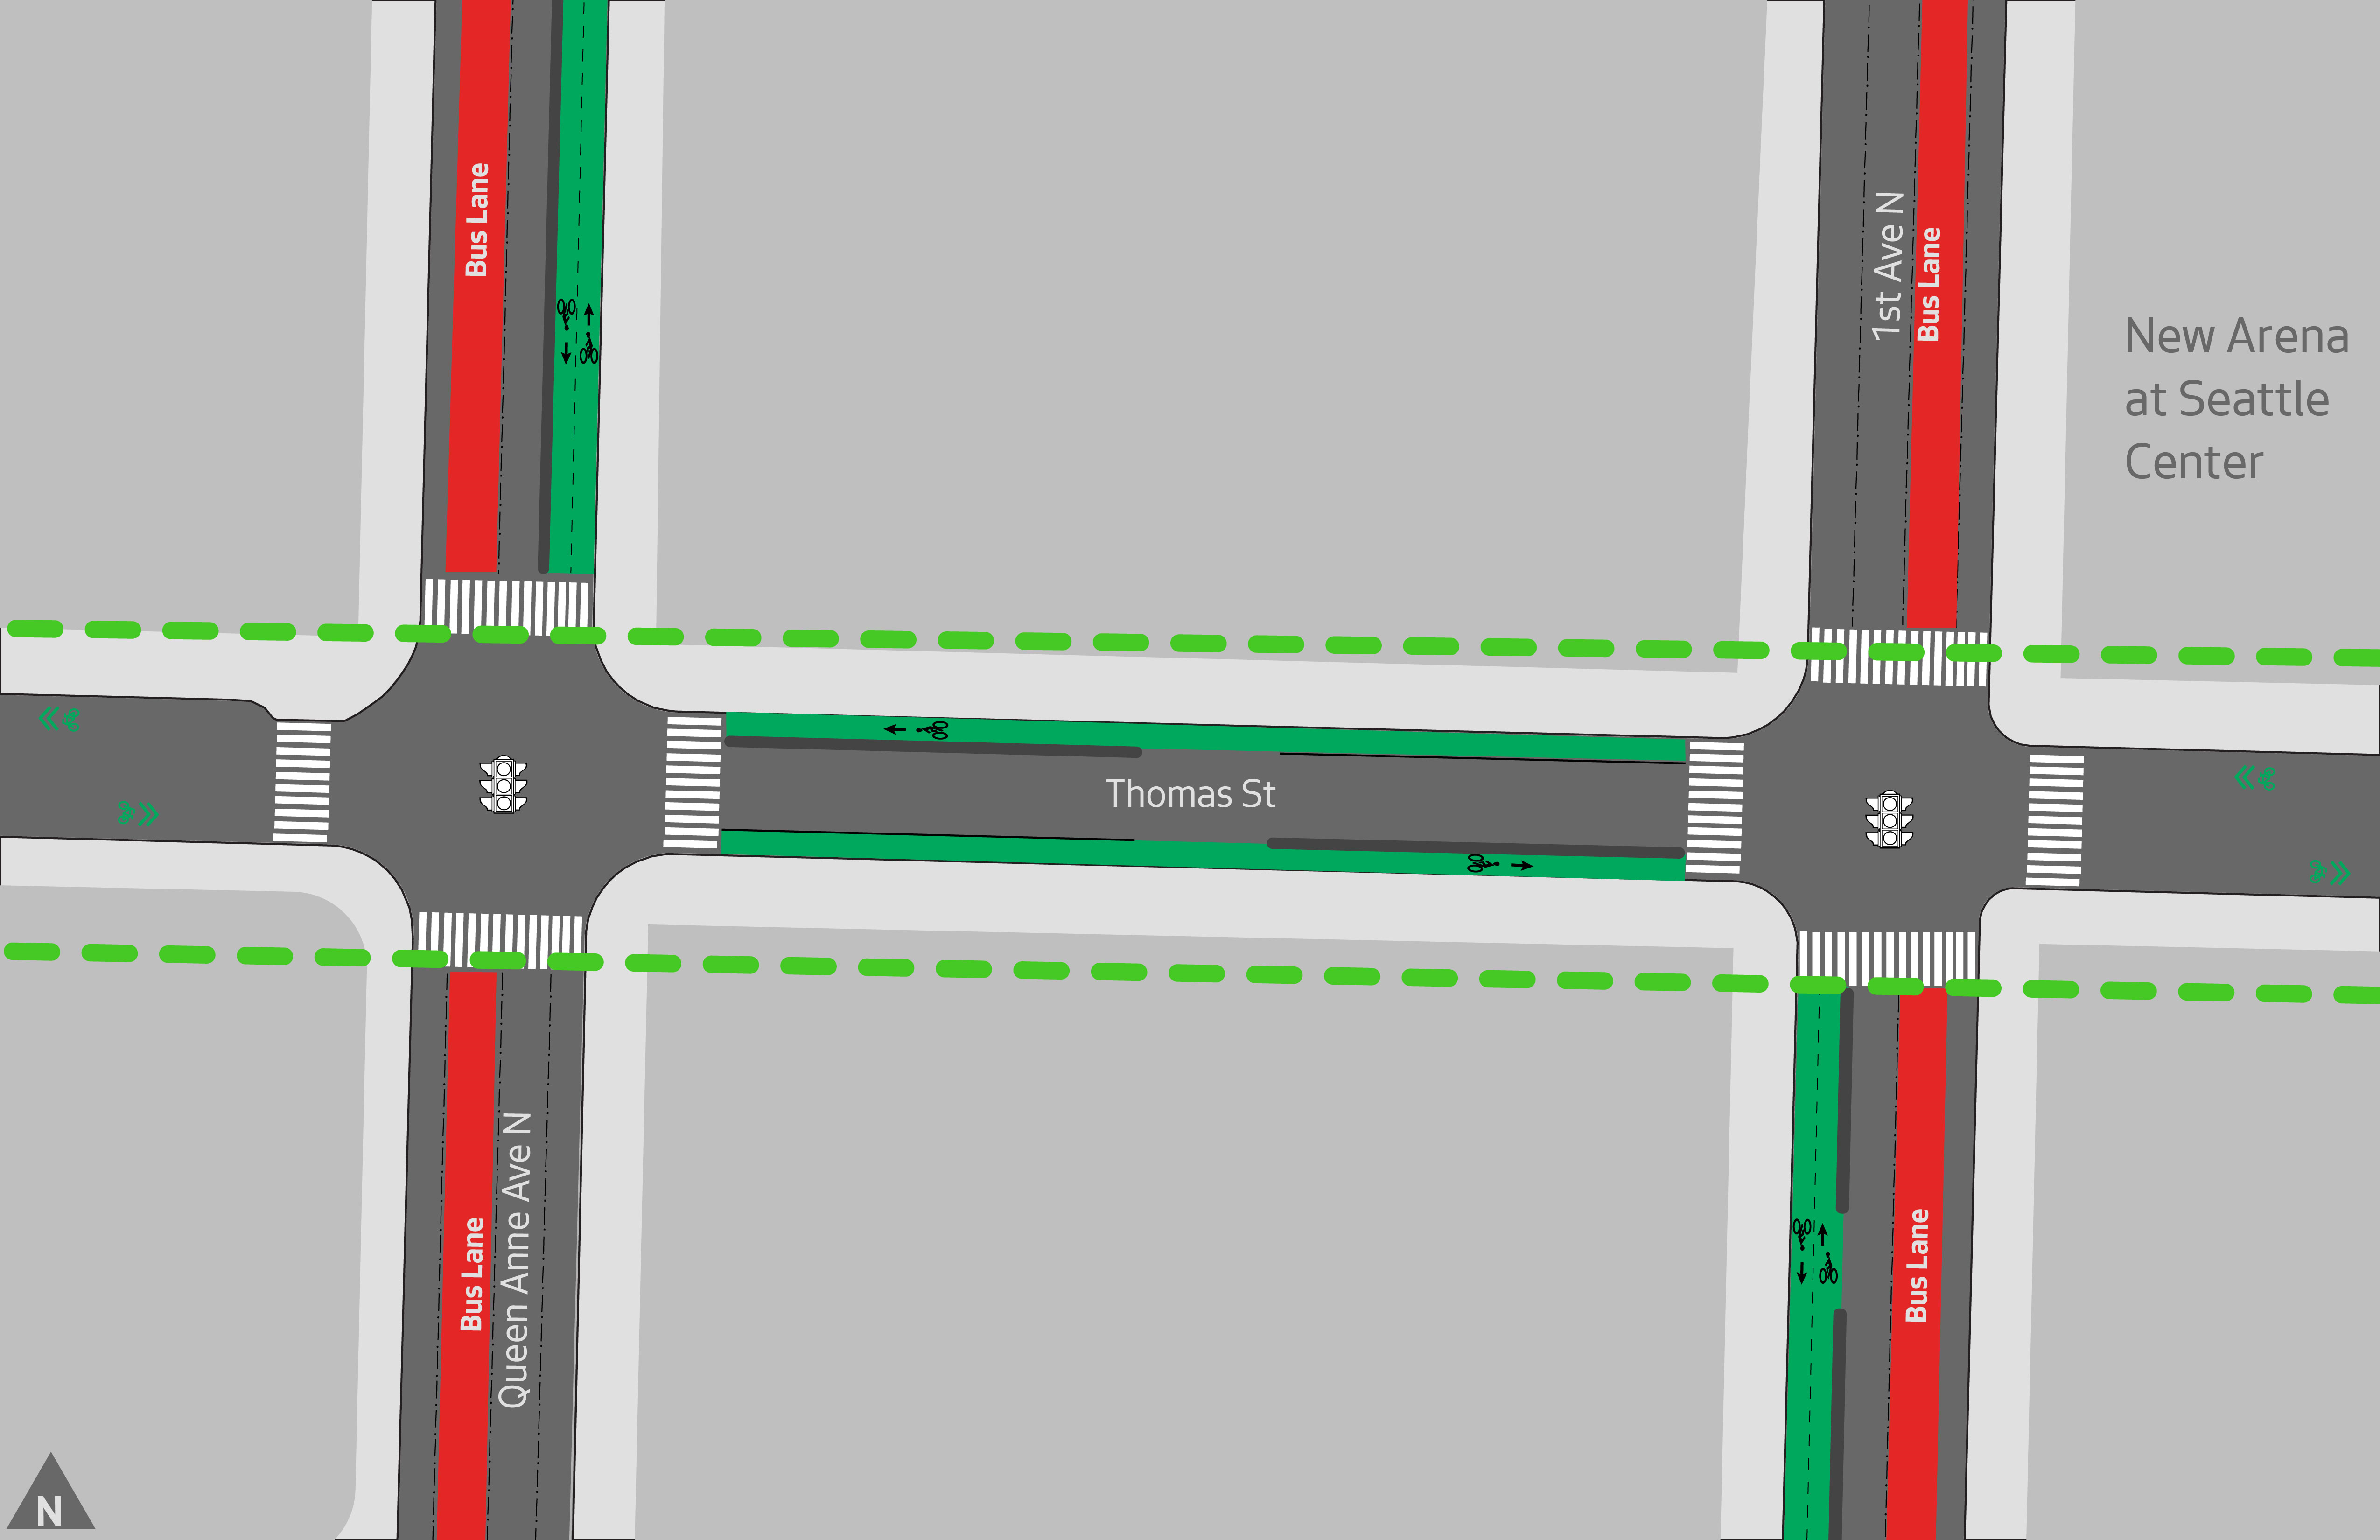 Bus Lane
1st Ave N
Bus Lane
New Arena
at Seattle
Center
Thomas St
Bus Lane
Queen Anne Ave N
Bus Lane
N